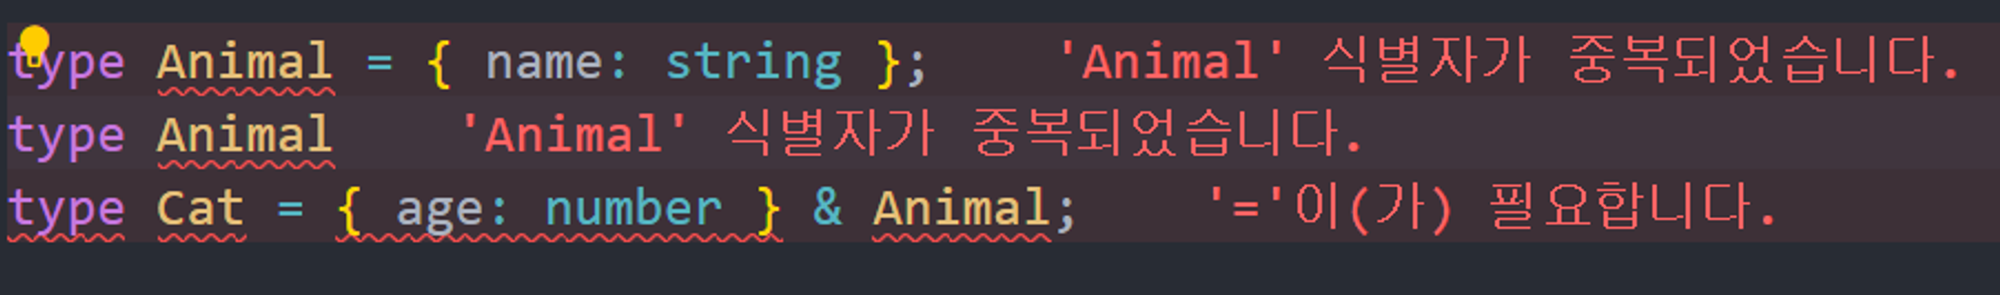 type Animal = { name: string }; 'Animal' 식별자가 중복되었습니다.
type Animal 'Animal' 식별자가 중복되었습니다.
type Cat = { age: number } & Animal; '='이(가) 필요합니다.